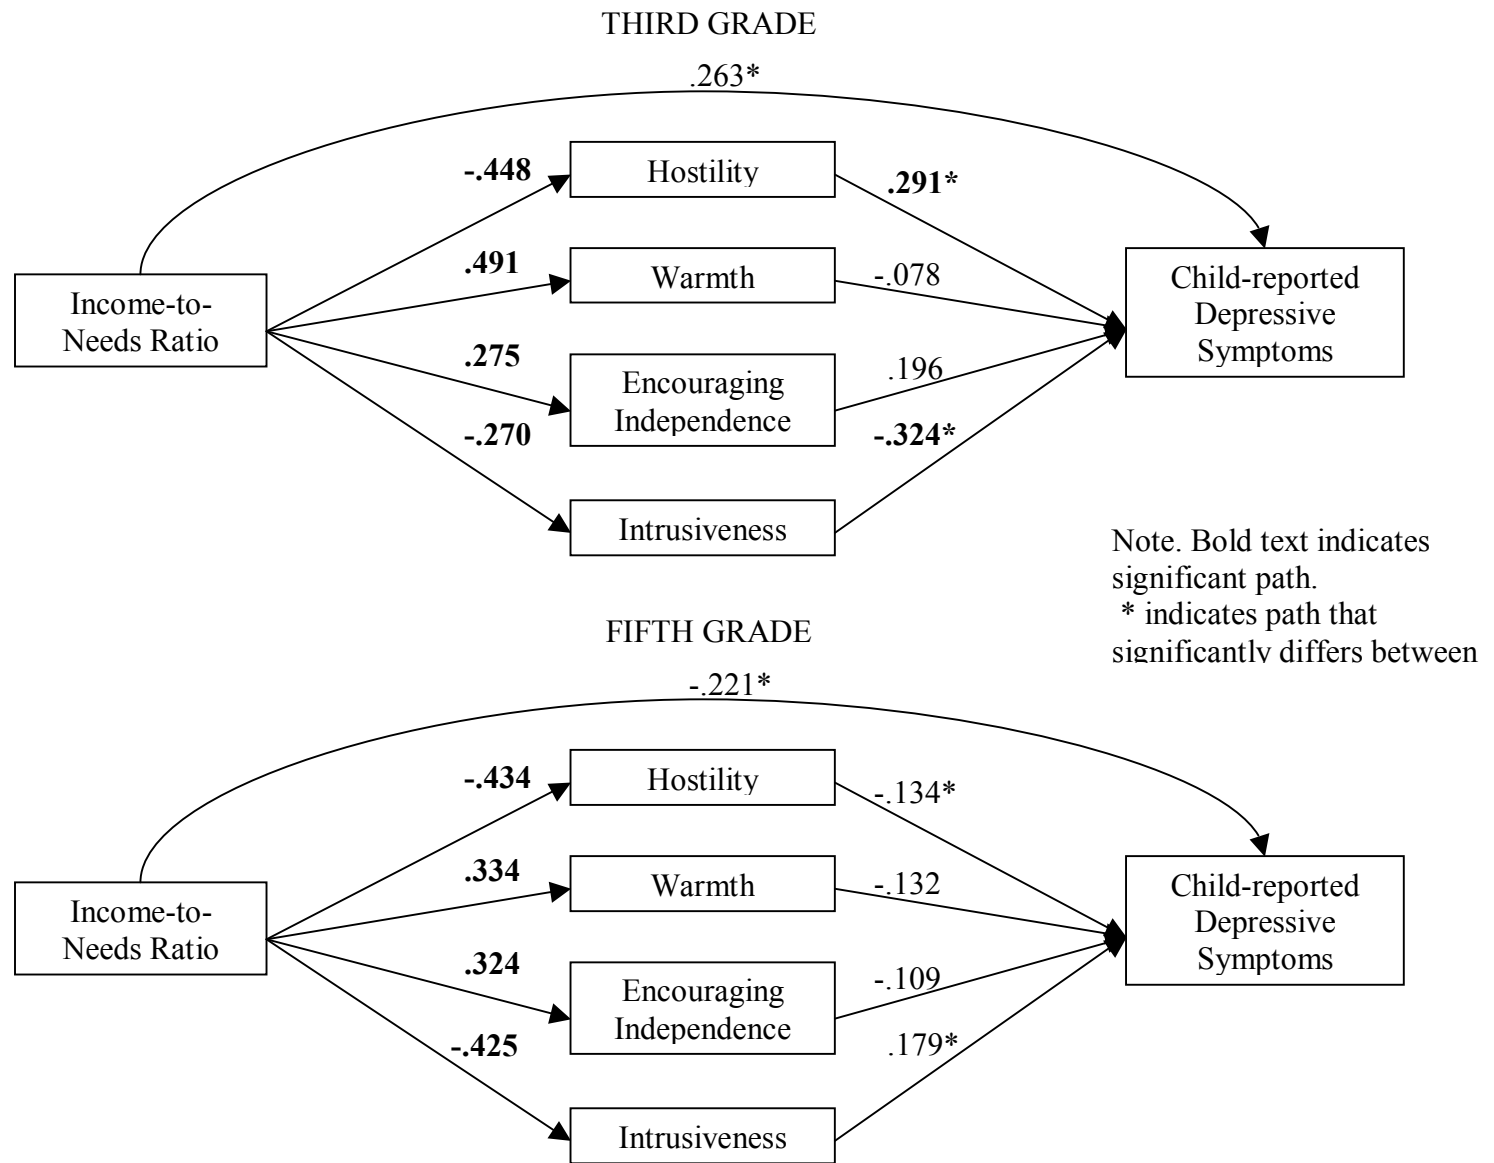 THIRD GRADE
.263*
-.448
Hostility
.291*
.491
Warmth
-.078
Income-to-
Needs Ratio
Child-reported
Depressive
Symptoms
.275
Encouraging
Independence
.196
-.270
-.324*
Intrusiveness
Note. Bold text indicates
significant path.
* indicates path that
significantly differs between
FIFTH GRADE
-.221*
-.434
Hostility
-.134*
.334
Warmth
-.132
Income-to-
Needs Ratio
Child-reported
Depressive
Symptoms
.324
Encouraging
Independence
-.109
-.425
.179*
Intrusiveness